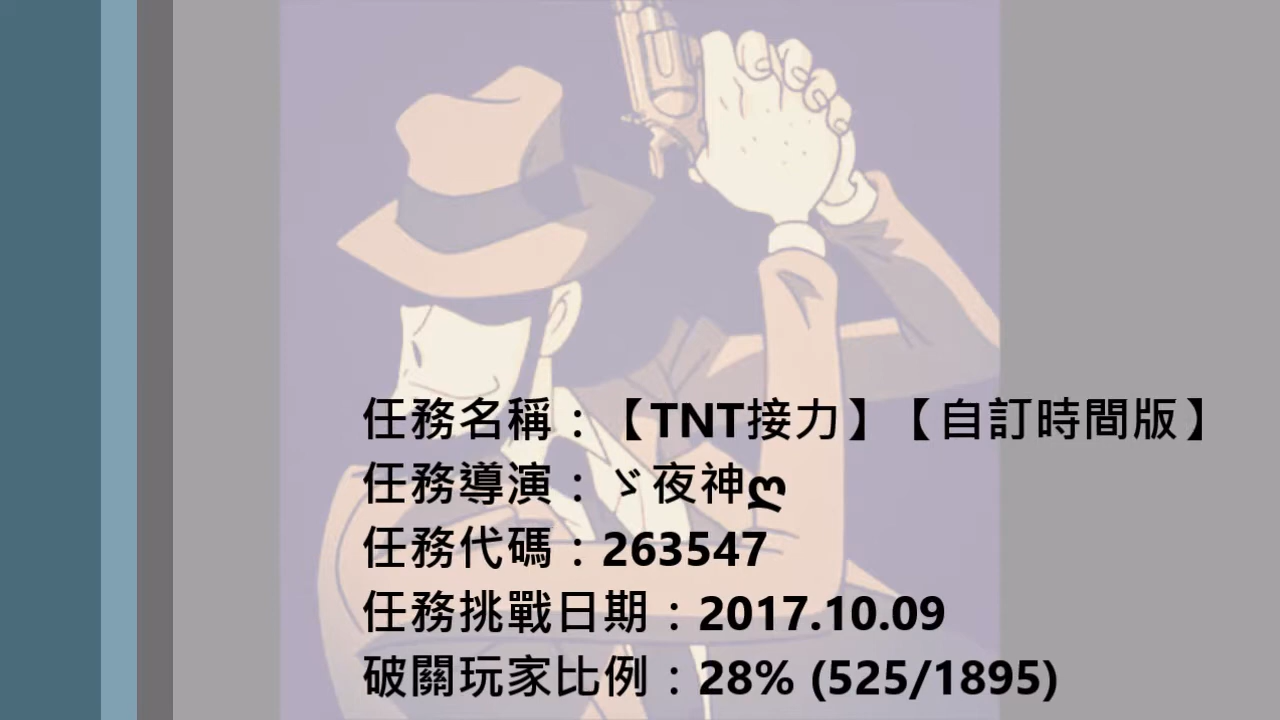 任務名稱：【TNT接力】【自訂時間版】
任務導演：ゞ夜神ღ
任務代碼：263547
任務挑戰日期：2017.10.09
破關玩家比例：28% (525/1895)